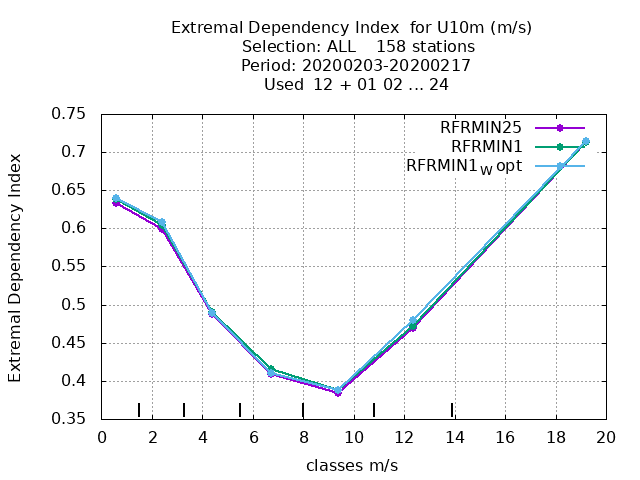 Extremal Dependency Index  for U10m (m/s)
Selection: ALL    158 stations
Period: 20200203-20200217
Used  12 + 01 02 ... 24
Extremal Dependency Index
0.75
0.7
0.65
0.6
0.55
0.5
0.45
0.4
0.35
RFRMIN25
RFRMIN1
RFRMIN1W opt
0 2 4 6 8 10 12 14 16 18 20
classes m/s